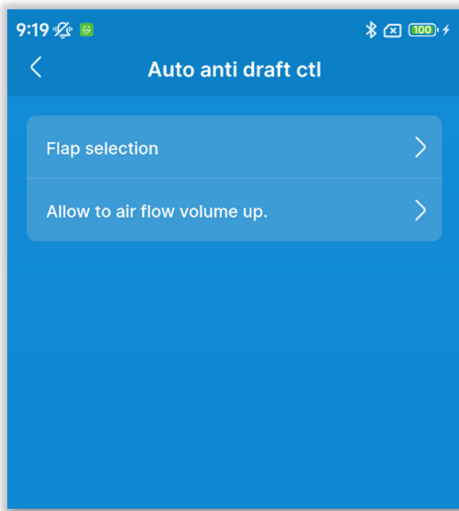 9:19
100
Auto anti draft ctl
Flap selection
Allow to air flow volume up.